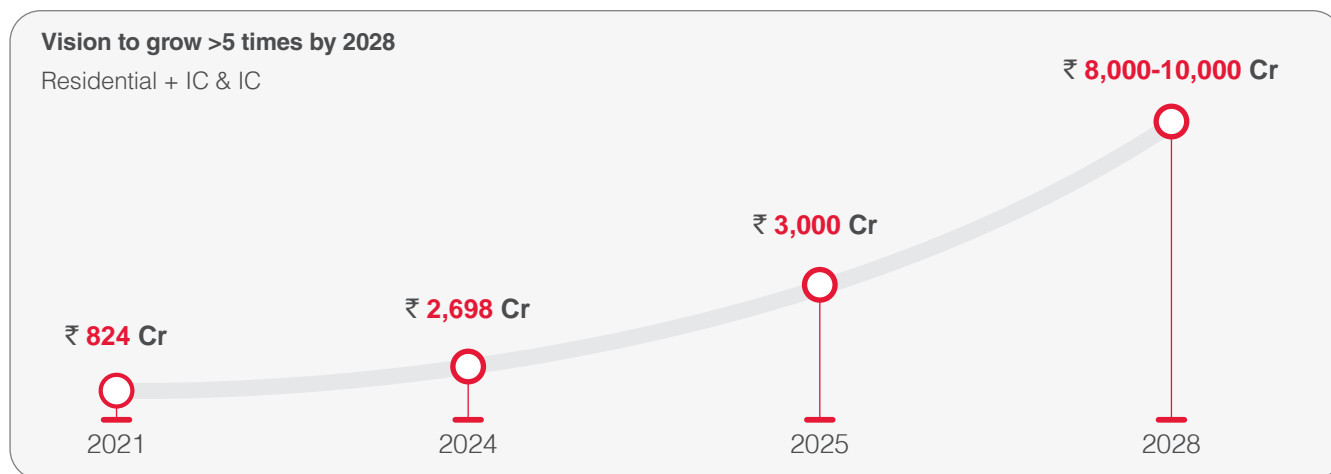 Vision to grow >5 times by 2028
Residential + IC & IC
₹ 8,000-10,000 Cr
₹ 3,000 Cr
₹ 2,698 Cr
₹ 824 Cr
2021 2024 2025 2028